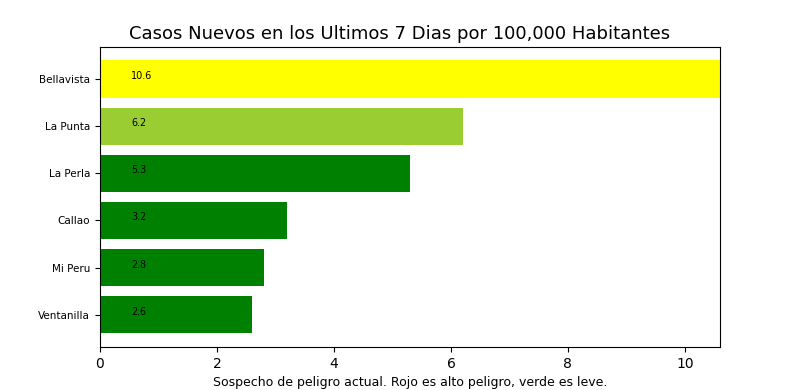 Casos Nuevos en los Ultimos 7 Dias por 100,000 Habitantes
Bellavista 10.6
La Punta 6.2
La Perla 5.3
Callao 3.2
Mi Peru 2.8
Ventanilla 2.6
0 2 4 6 8 10
Sospecho de peligro actual. Rojo es alto peligro, verde es leve.